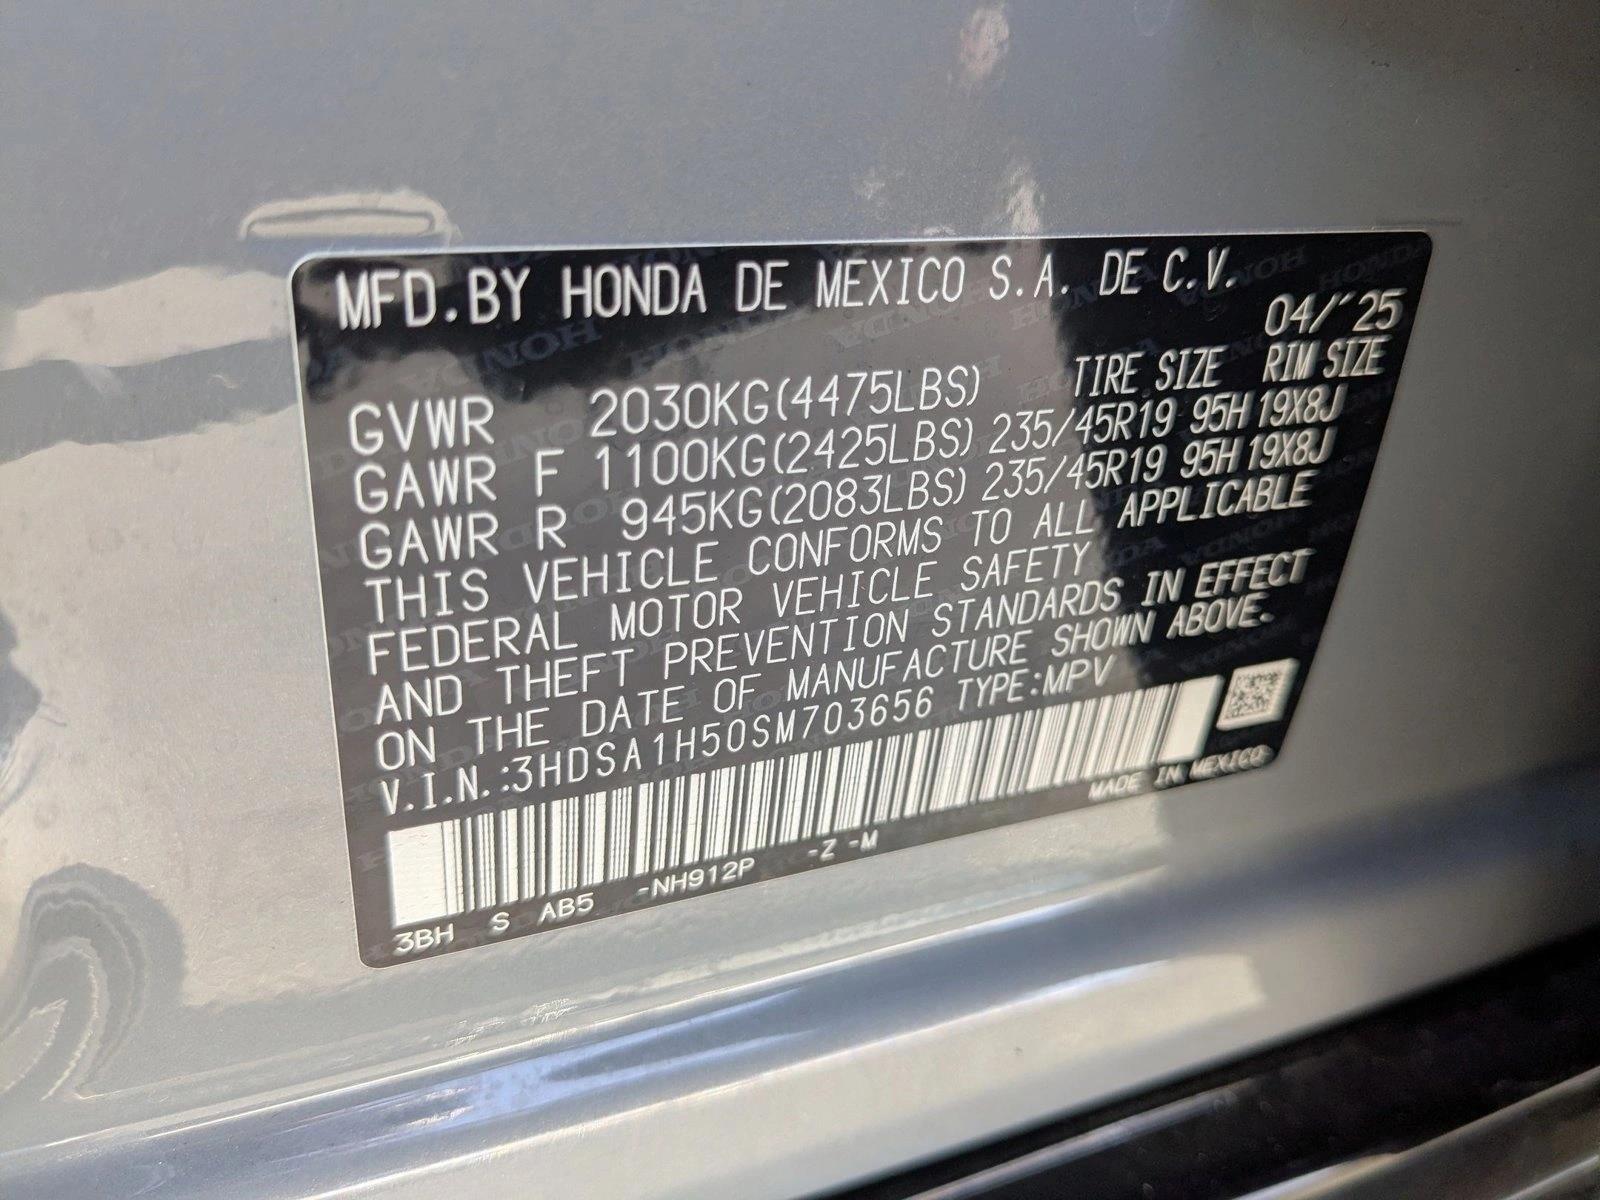 MFD.BY HONDA DE MEXICO S.A. DE C.V.
04/'25
GVWR 2030KG(4475LBS) TIRE SIZE RIM SIZE
GAWR F 1100KG(2425LBS) 235/45R19 95H 19X8J
GAWR R 945KG(2083LBS) 235/45R19 95H 19X8J
THIS VEHICLE CONFORMS TO ALL APPLICABLE
FEDERAL MOTOR VEHICLE SAFETY
AND THEFT PREVENTION STANDARDS IN EFFECT
ON THE DATE OF MANUFACTURE SHOWN ABOVE.
V.I.N.:3HDSA1H50SM703656 TYPE:MPV
MADE IN MEXICO
3BH S AB5 -NH912P -Z -M